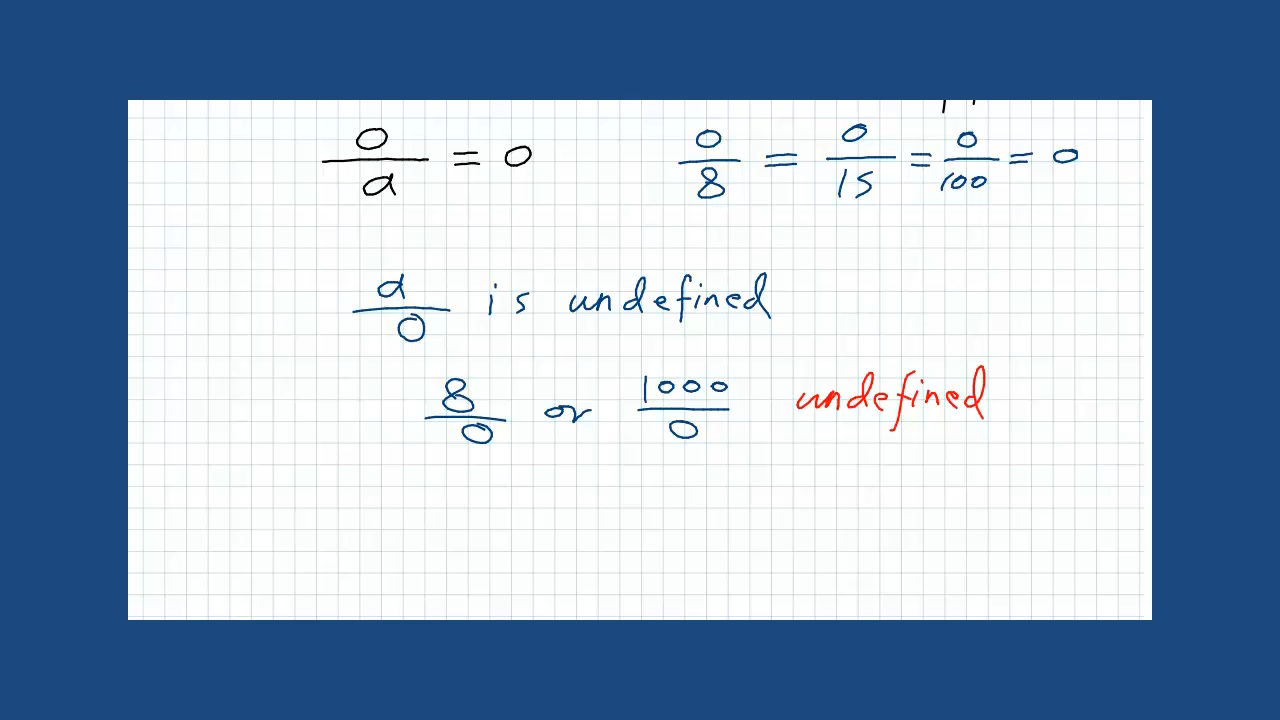 0/a = 0 0/8 = 0/15 = 0/100 = 0
a/0 is undefined
8/0 or 1000/0 undefined